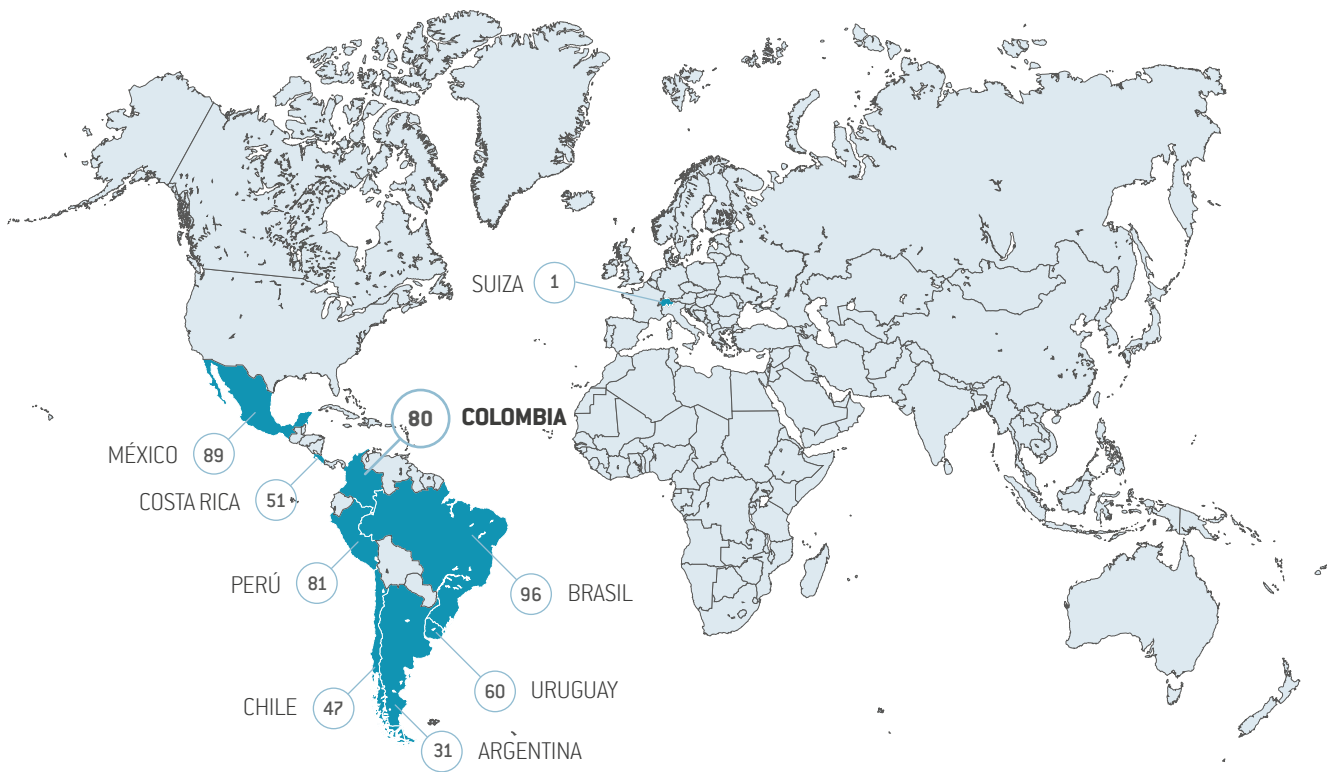 SUIZA 1
80 COLOMBIA
MÉXICO 89
COSTA RICA 51
PERÚ 81
96 BRASIL
60 URUGUAY
CHILE 47
31 ARGENTINA